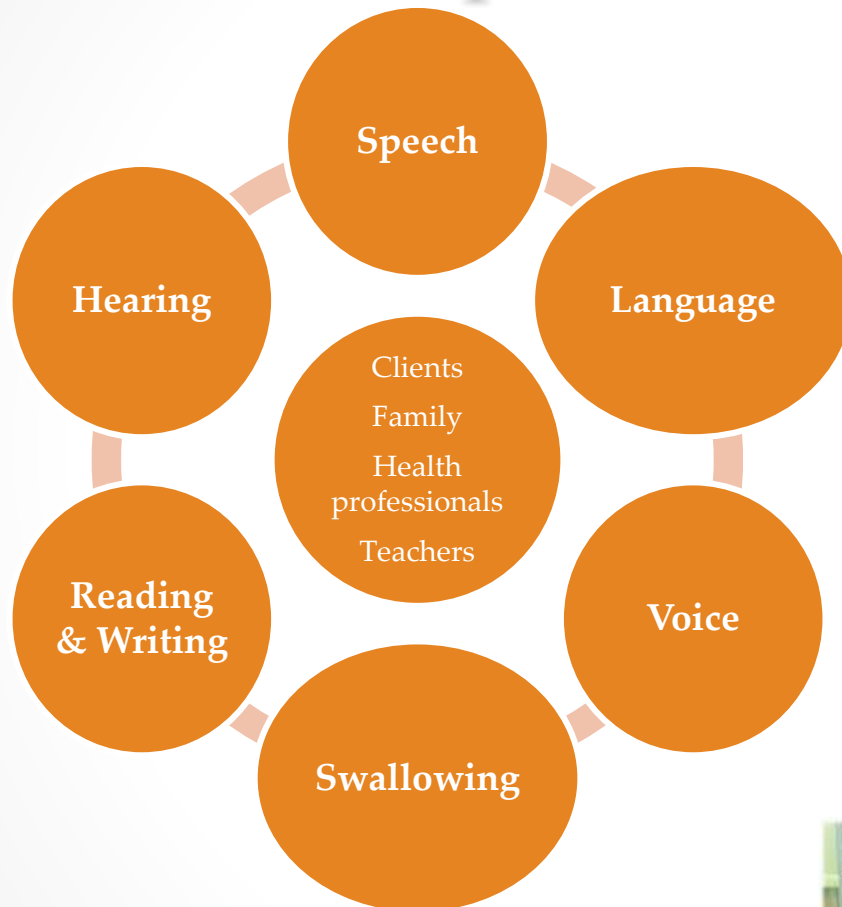 Speech
Hearing
Language
Clients
Family
Health
professionals
Teachers
Reading
& Writing
Voice
Swallowing